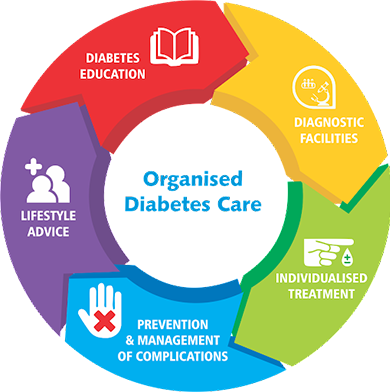 DIABETES
EDUCATION
DIAGNOSTIC
FACILITIES
INDIVIDUALISED
TREATMENT
PREVENTION
& MANAGEMENT
OF COMPLICATIONS
LIFESTYLE
ADVICE
Organised
Diabetes Care